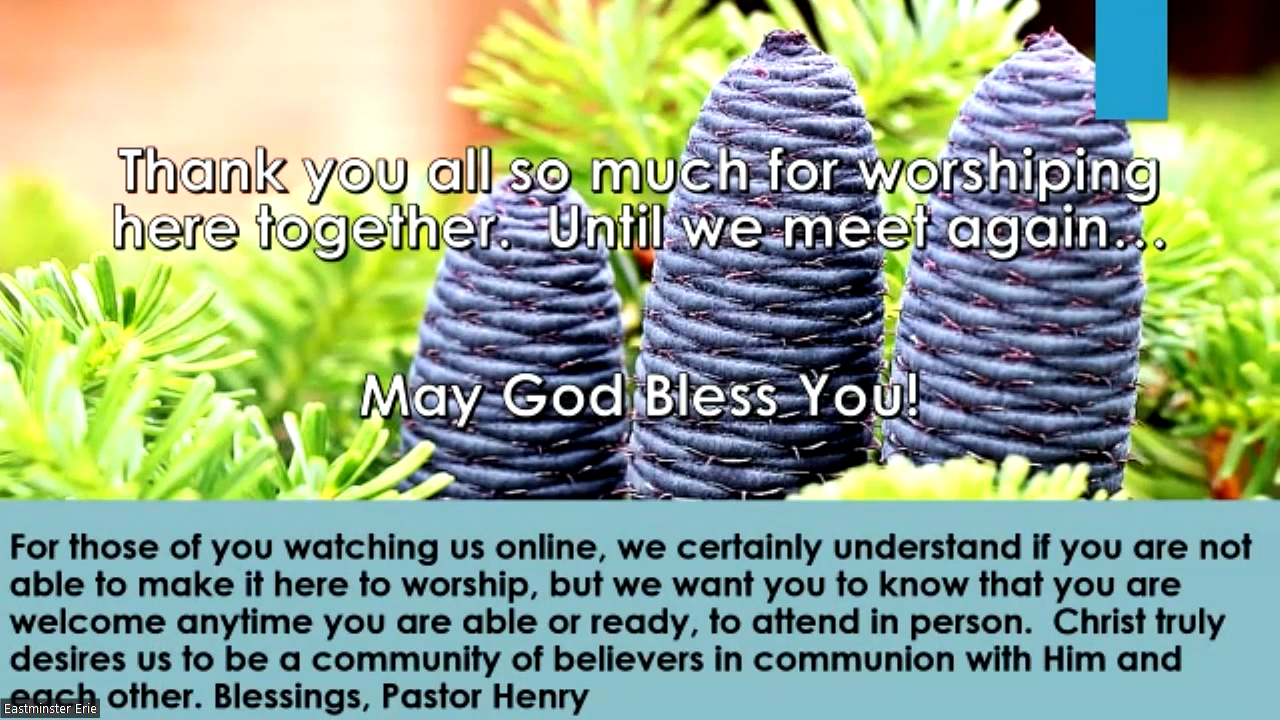 Thank you all so much for worshiping
here together.  Until we meet again...
May God Bless You!
For those of you watching us online, we certainly understand if you are not
able to make it here to worship, but we want you to know that you are
welcome anytime you are able or ready, to attend in person.  Christ truly
desires us to be a community of believers in communion with Him and
each other. Blessings, Pastor Henry
Eastminster Erie